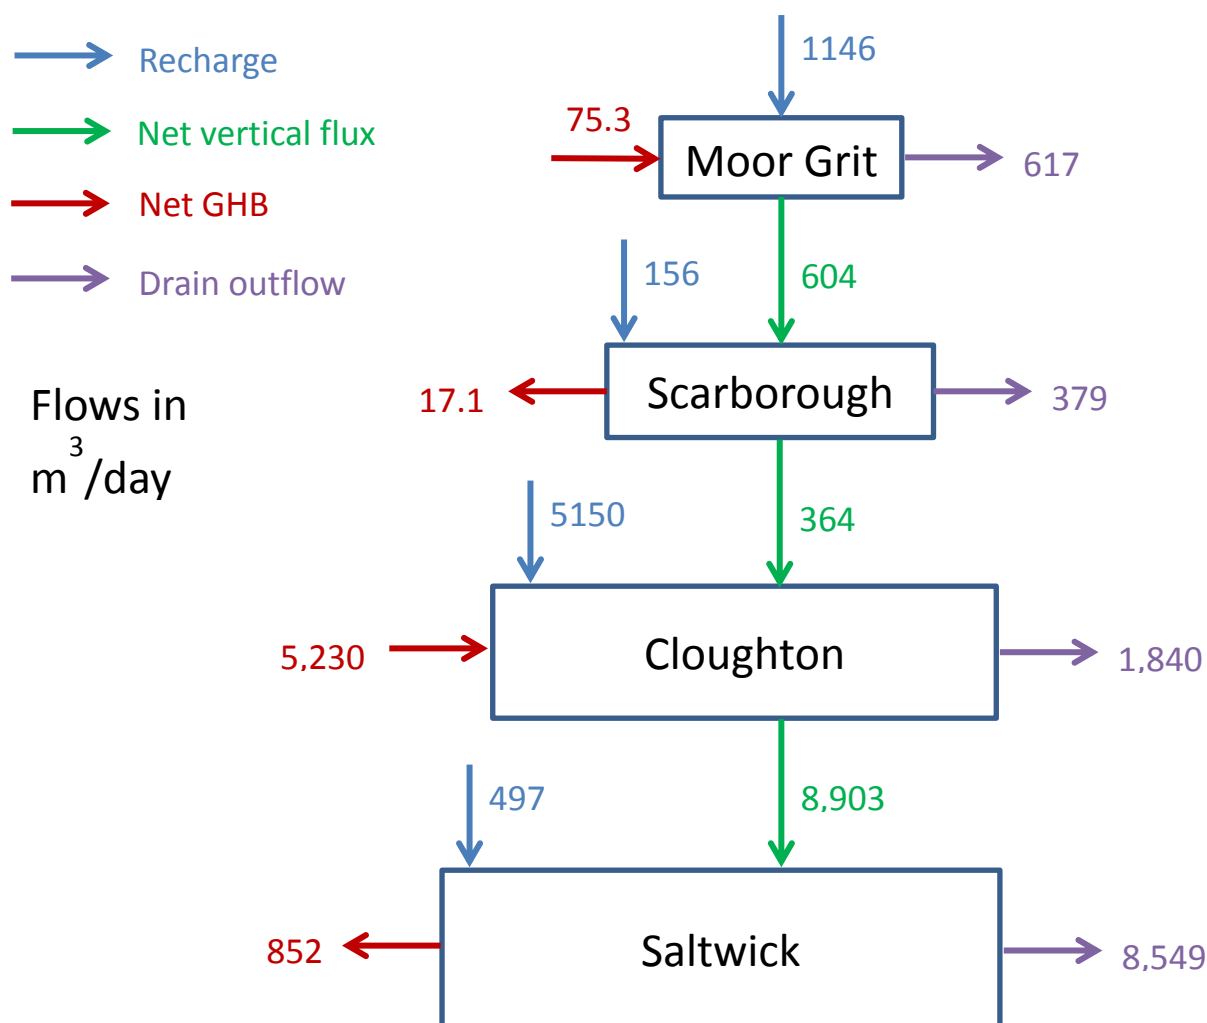 Recharge
Net vertical flux
Net GHB
Drain outflow
Flows in
m³/day
1146
75.3
Moor Grit
617
156
604
17.1
Scarborough
379
5150
364
5,230
Cloughton
1,840
497
8,903
852
Saltwick
8,549